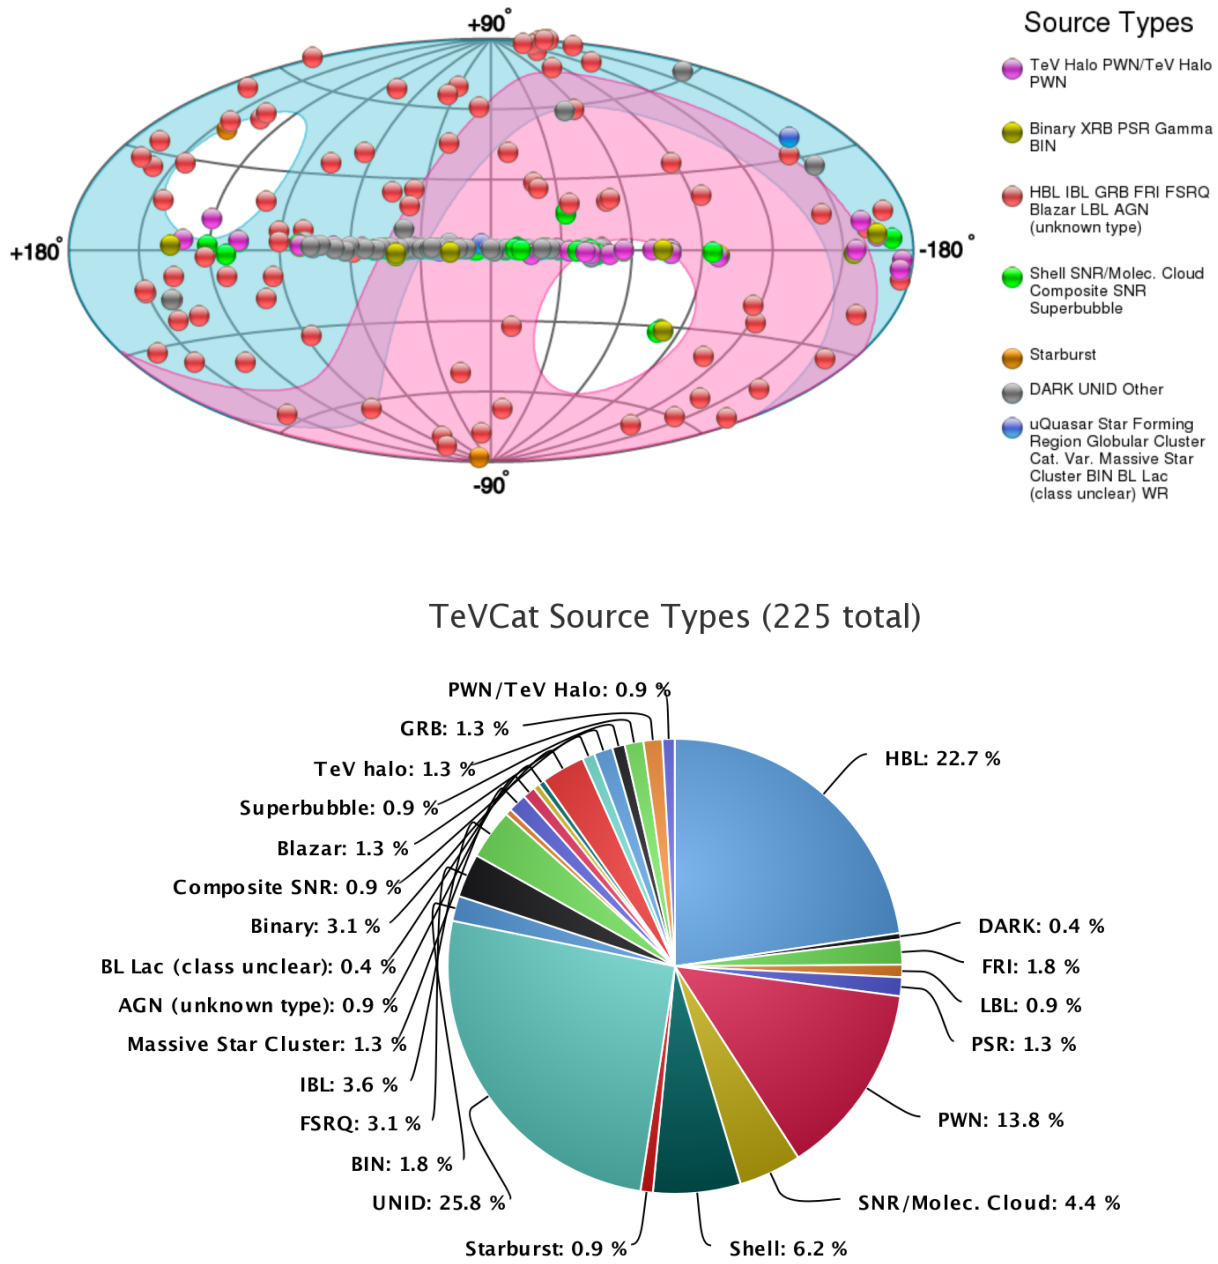 +90°
+180°
-180°
-90°
Source Types
TeV Halo PWN/TeV Halo
PWN
Binary XRB PSR Gamma
BIN
HBL IBL GRB FRI FSRQ
Blazar LBL AGN
(unknown type)
Shell SNR/Molec. Cloud
Composite SNR
Superbubble
Starburst
DARK UNID Other
uQuasar Star Forming
Region Globular Cluster
Cat. Var. Massive Star
Cluster BIN BL Lac
(class unclear) WR
TeVCat Source Types (225 total)
PWN/TeV Halo: 0.9 %
GRB: 1.3 %
TeV halo: 1.3 %
Superbubble: 0.9 %
Blazar: 1.3 %
Composite SNR: 0.9 %
Binary: 3.1 %
BL Lac (class unclear): 0.4 %
AGN (unknown type): 0.9 %
Massive Star Cluster: 1.3 %
IBL: 3.6 %
FSRQ: 3.1 %
BIN: 1.8 %
UNID: 25.8 %
Starburst: 0.9 %
Shell: 6.2 %
SNR/Molec. Cloud: 4.4 %
PWN: 13.8 %
PSR: 1.3 %
LBL: 0.9 %
FRI: 1.8 %
DARK: 0.4 %
HBL: 22.7 %